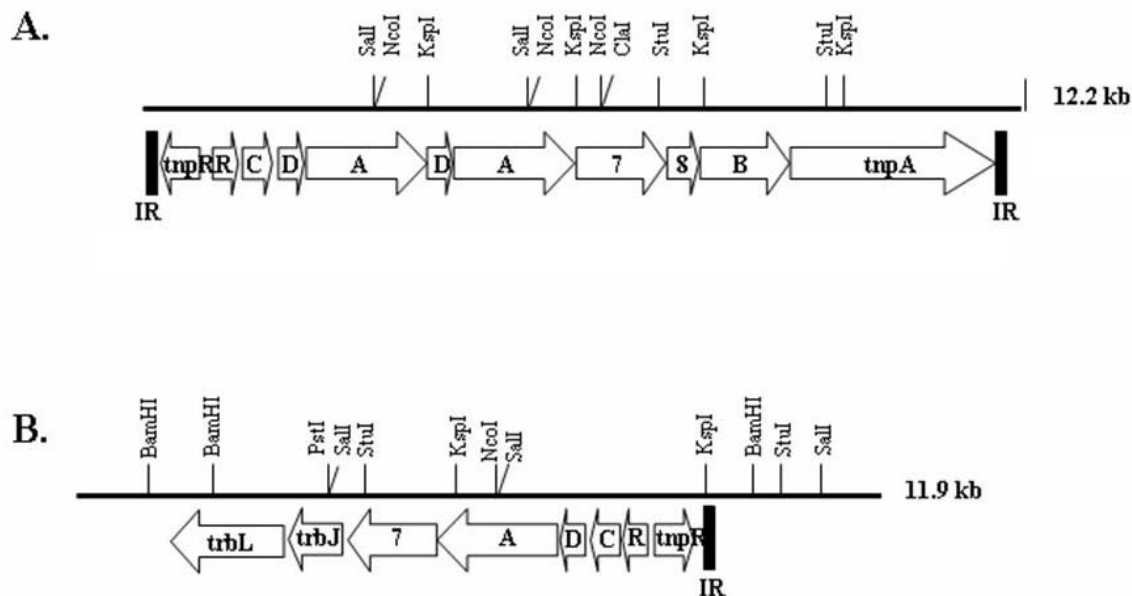 A.
SalI NcoI KspI SalI NcoI KspI NcoI ClaI StuI KspI StuI KspI
12.2 kb
tnpR R C D A D A 7 8 B tnpA
IR IR
B.
BamHI BamHI PstI SalI StuI KspI NcoI SalI KspI BamHI StuI SalI
11.9 kb
trbL trbJ 7 A D C R tnpR
IR